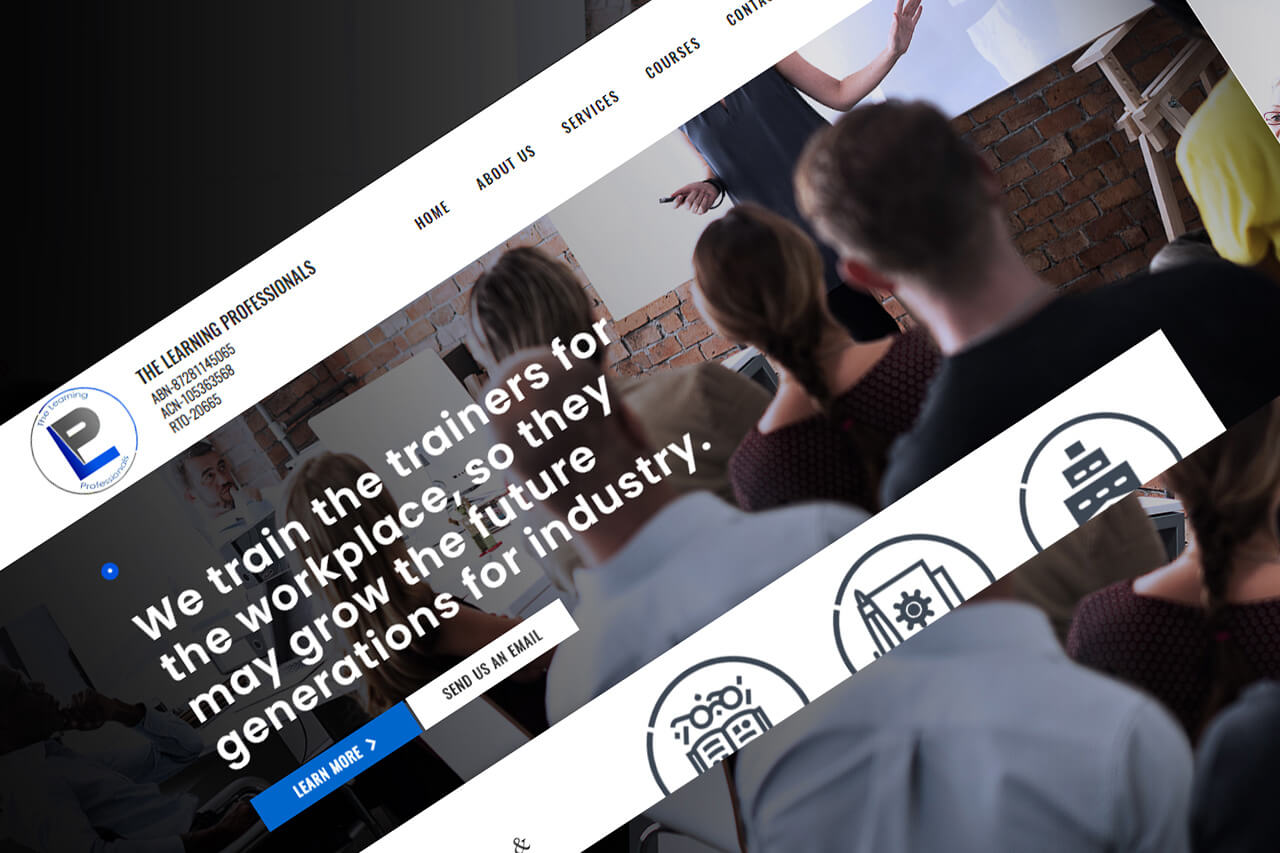 HOME
ABOUT US
SERVICES
COURSES
THE LEARNING PROFESSIONALS
ABN-87281145065
ACN-105363568
RTO-20665
The Learning
Professionals
We train the trainers for
the workplace, so they
may grow the future
generations for industry.
LEARN MORE >
SEND US AN EMAIL
&